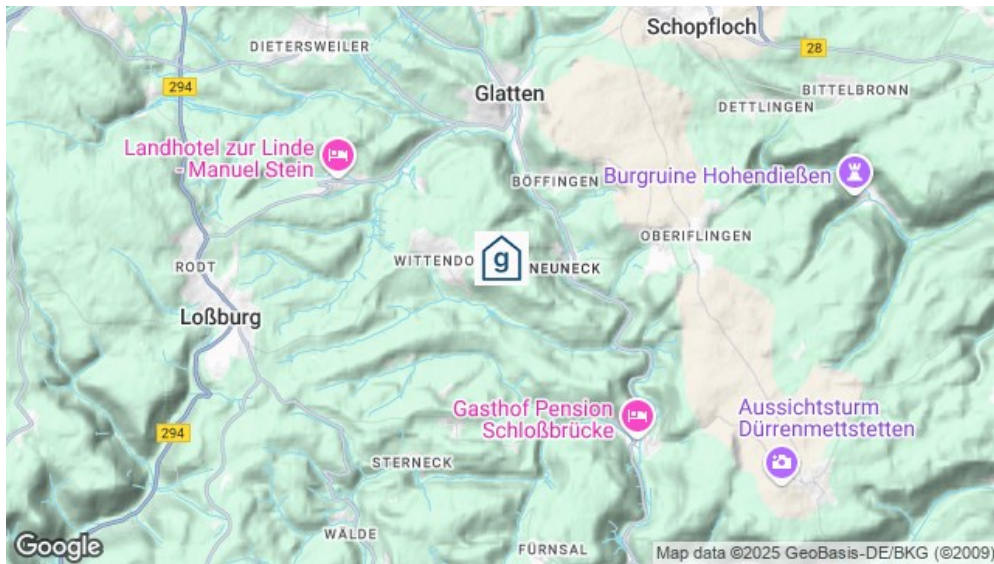 Schopfloch
DIETERSWEILER
28
294
BITTELBRONN
Glatten
DETTLINGEN
Landhotel zur Linde
- Manuel Stein
Burgruine Hohendießen
BÖFFINGEN
OBERIFLINGEN
g
WITTENDO
NEUNECK
RODT
Loßburg
Gasthof Pension
Schloßbrücke
Aussichtsturm
Dürrenmettstetten
294
STERNECK
WÄLDE
FÜRNSAL
Google
Map data ©2025 GeoBasis-DE/BKG (©2009)